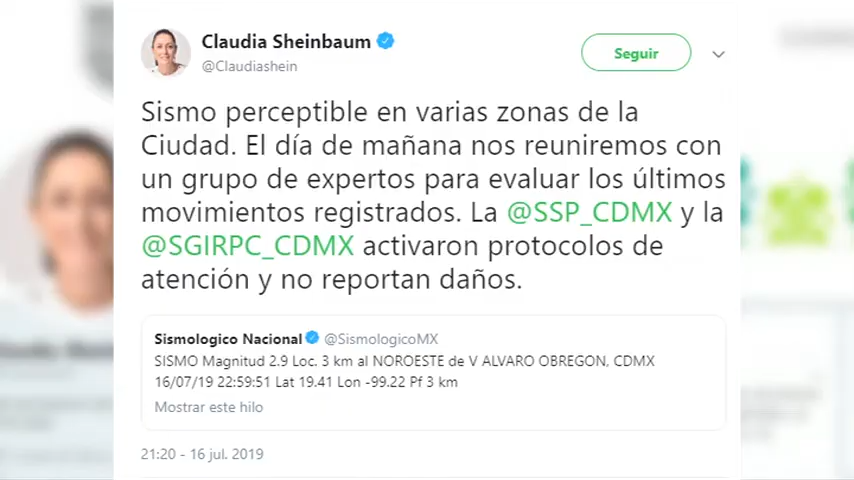 Claudia Sheinbaum
@Claudiashein
Seguir
Sismo perceptible en varias zonas de la
Ciudad. El día de mañana nos reuniremos con
un grupo de expertos para evaluar los últimos
movimientos registrados. La @SSP_CDMX y la
@SGIRPC_CDMX activaron protocolos de
atención y no reportan daños.
Sismologico Nacional @SismologicoMX
SISMO Magnitud 2.9 Loc. 3 km al NOROESTE de V ALVARO OBREGON, CDMX
16/07/19 22:59:51 Lat 19.41 Lon -99.22 Pf 3 km
Mostrar este hilo
21:20 - 16 jul. 2019